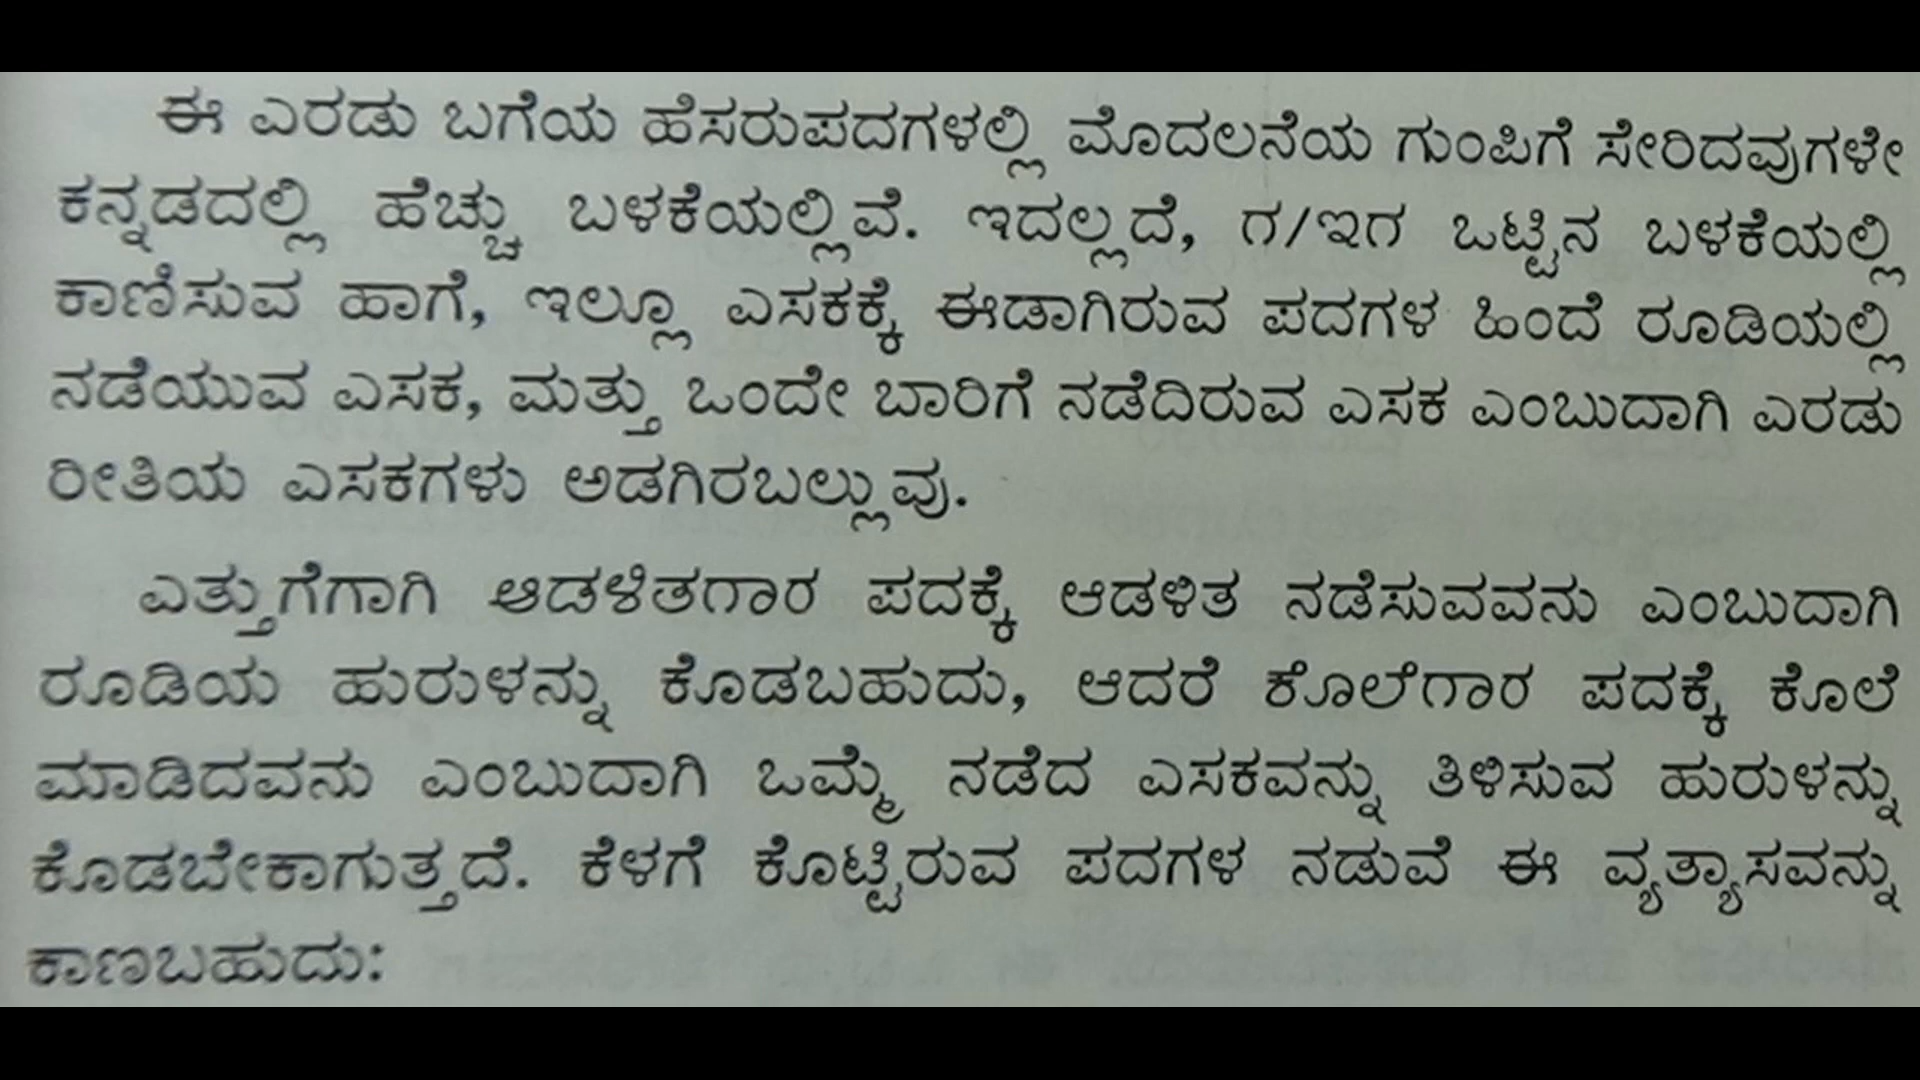 ಈ ಎರಡು ಬಗೆಯ ಹೆಸರುಪದಗಳಲ್ಲಿ ಮೊದಲನೆಯ ಗುಂಪಿಗೆ ಸೇರಿದವುಗಳೇ
ಕನ್ನಡದಲ್ಲಿ ಹೆಚ್ಚು ಬಳಕೆಯಲ್ಲಿವೆ. ಇದಲ್ಲದೆ, ಗ/ಇಗ ಒಟ್ಟಿನ ಬಳಕೆಯಲ್ಲಿ
ಕಾಣಿಸುವ ಹಾಗೆ, ಇಲ್ಲೂ ಎಸಕಕ್ಕೆ ಈಡಾಗಿರುವ ಪದಗಳ ಹಿಂದೆ ರೂಡಿಯಲ್ಲಿ
ನಡೆಯುವ ಎಸಕ, ಮತ್ತು ಒಂದೇ ಬಾರಿಗೆ ನಡೆದಿರುವ ಎಸಕ ಎಂಬುದಾಗಿ ಎರಡು
ರೀತಿಯ ಎಸಕಗಳು ಅಡಗಿರಬಲ್ಲುವು.
ಎತ್ತುಗೆಗಾಗಿ ಆಡಳಿತಗಾರ ಪದಕ್ಕೆ ಆಡಳಿತ ನಡೆಸುವವನು ಎಂಬುದಾಗಿ
ರೂಡಿಯ ಹುರುಳನ್ನು ಕೊಡಬಹುದು, ಆದರೆ ಕೊಲೆಗಾರ ಪದಕ್ಕೆ ಕೊಲೆ
ಮಾಡಿದವನು ಎಂಬುದಾಗಿ ಒಮ್ಮೆ ನಡೆದ ಎಸಕವನ್ನು ತಿಳಿಸುವ ಹುರುಳನ್ನು
ಕೊಡಬೇಕಾಗುತ್ತದೆ. ಕೆಳಗೆ ಕೊಟ್ಟಿರುವ ಪದಗಳ ನಡುವೆ ಈ ವ್ಯತ್ಯಾಸವನ್ನು
ಕಾಣಬಹುದು: